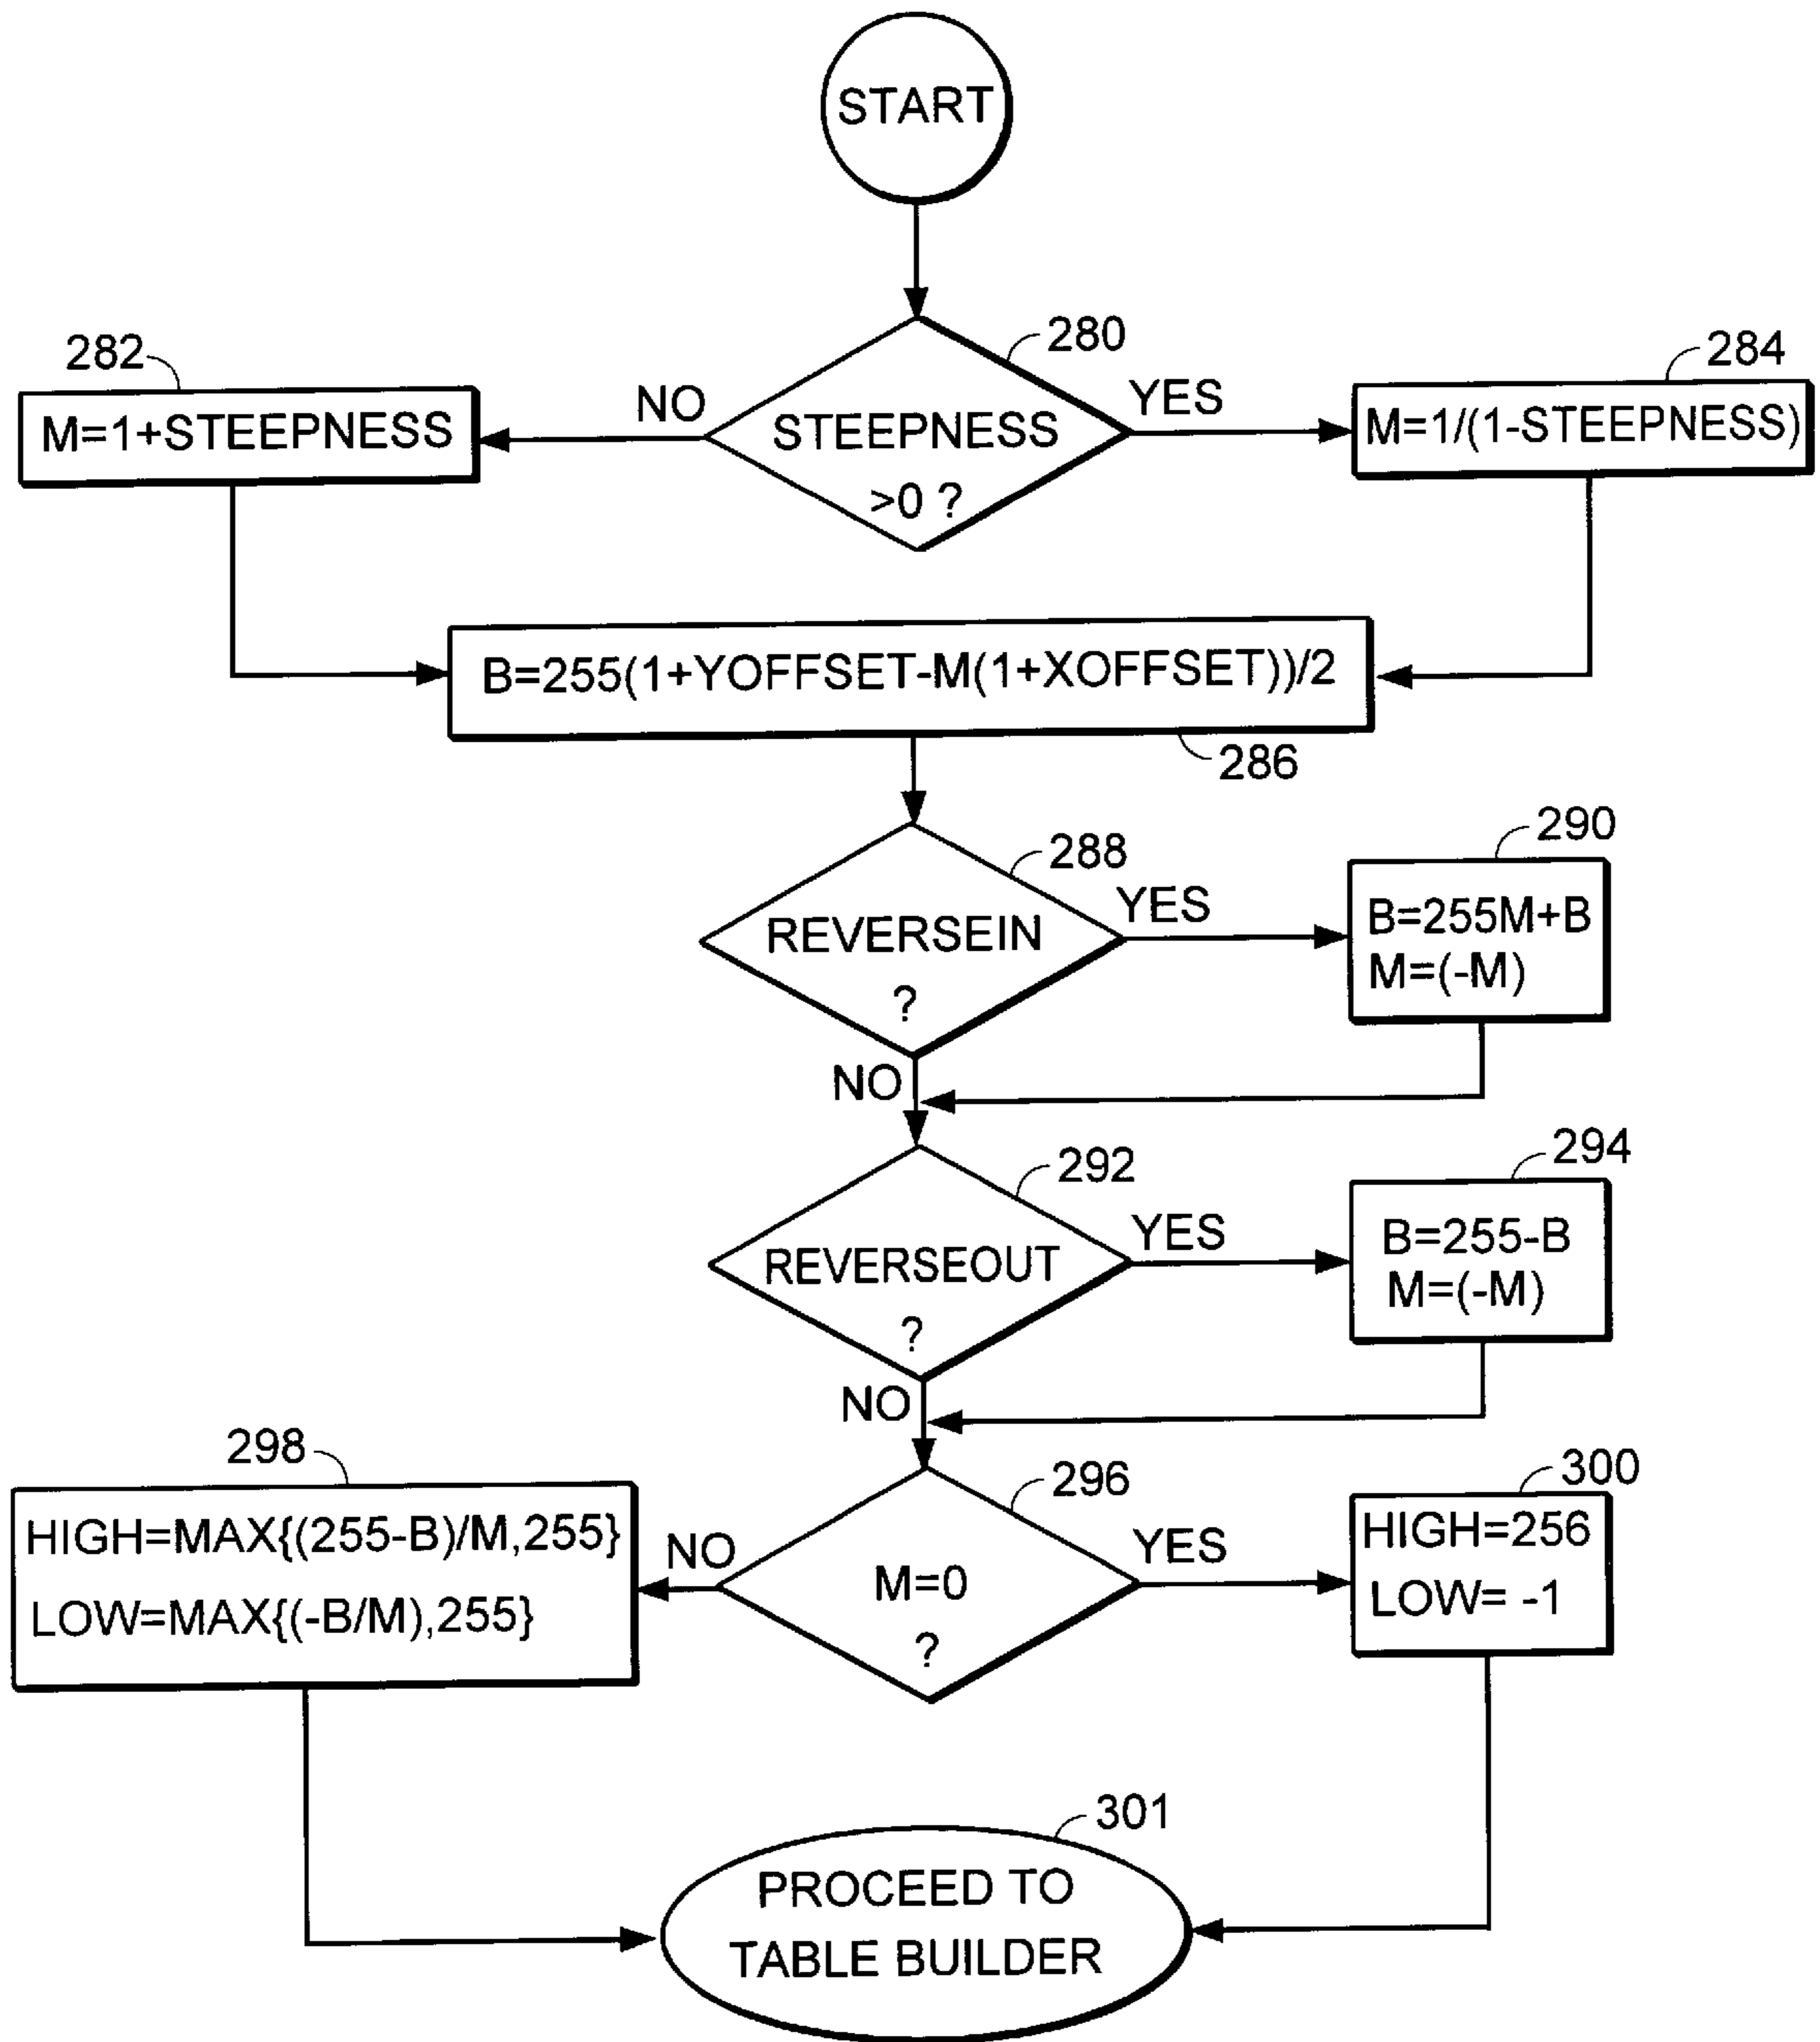 START
280
282
284
NO
YES
M=1+STEEPNESS
STEEPNESS
>0 ?
M=1/(1-STEEPNESS)
B=255(1+YOFFSET-M(1+XOFFSET))/2
286
288
290
YES
REVERSEIN
?
B=255M+B
M=(-M)
NO
292
294
YES
REVERSEOUT
?
B=255-B
M=(-M)
NO
298
296
300
HIGH=MAX{(255-B)/M,255}
LOW=MAX{(-B/M),255}
NO
M=0
?
YES
HIGH=256
LOW= -1
301
PROCEED TO
TABLE BUILDER